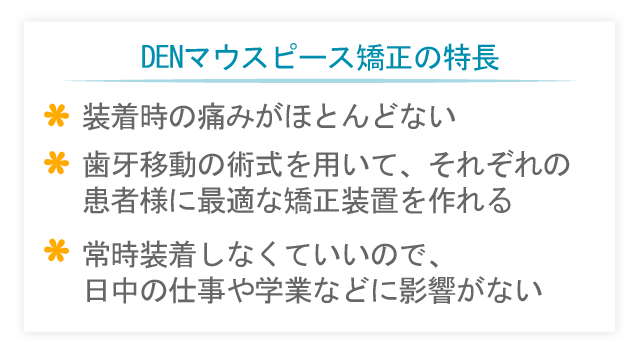 DENマウスピース矯正の特長
* 装着時の痛みがほとんどない
* 歯牙移動の術式を用いて、それぞれの
患者様に最適な矯正装置を作れる
* 常時装着しなくていいので、
日中の仕事や学業などに影響がない